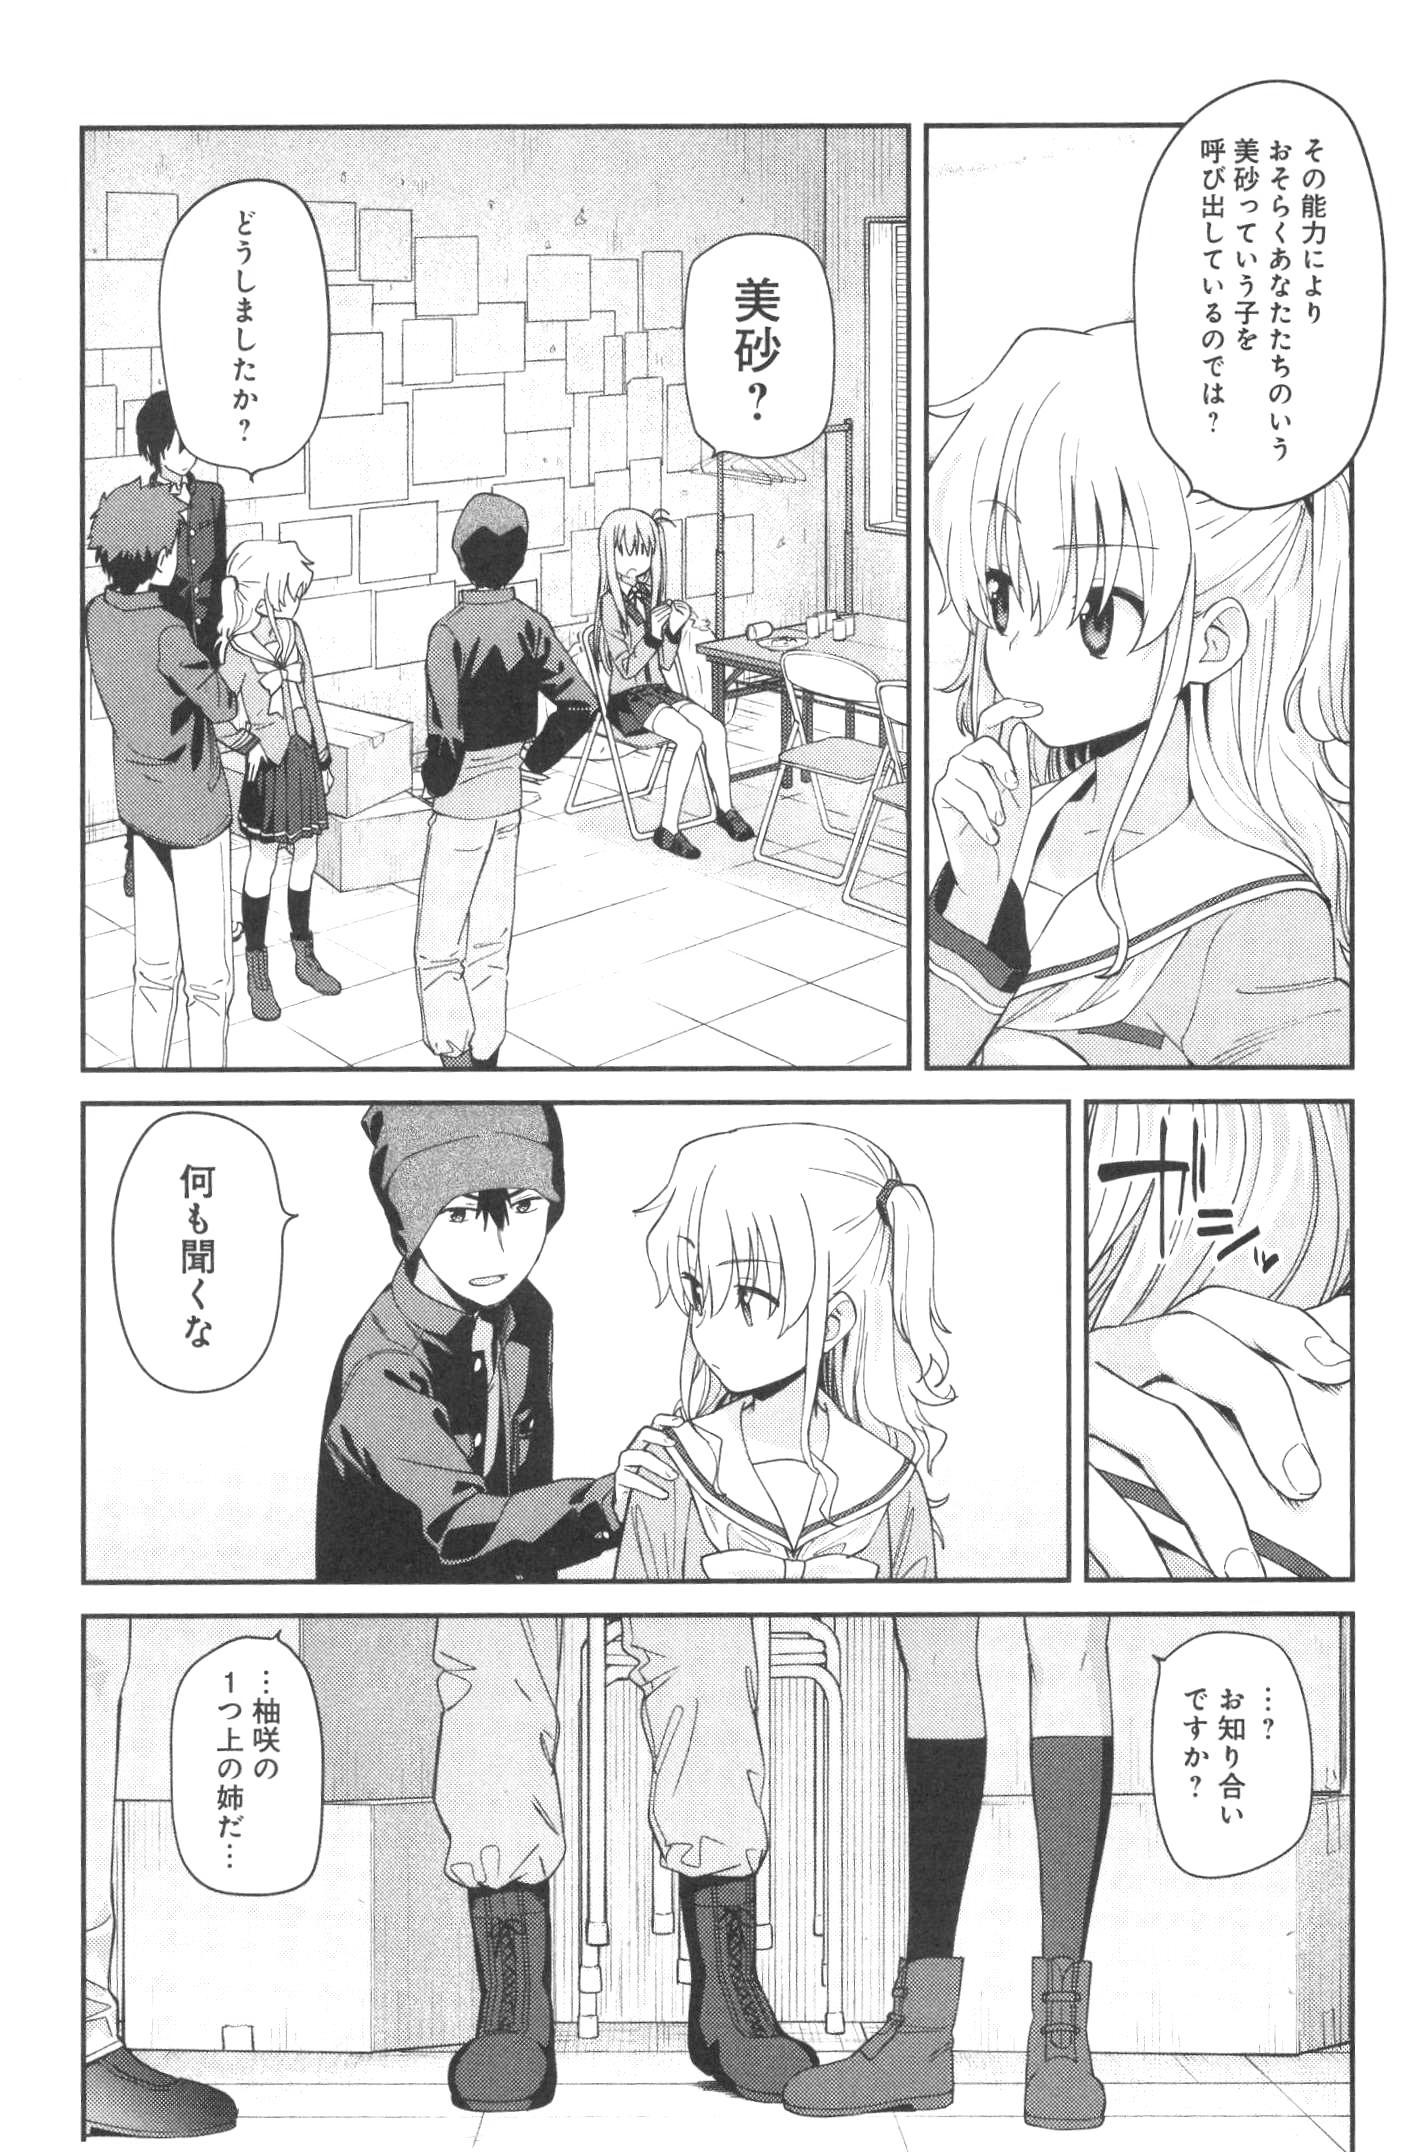 その能力により
おそらくあなたたちのいう
美砂っていう子を
呼び出しているのでは？
美砂？
どうしましたか？
ガシッ
何も聞くな
…？
お知り合い
ですか？
…柚咲の
1つ上の姉だ…